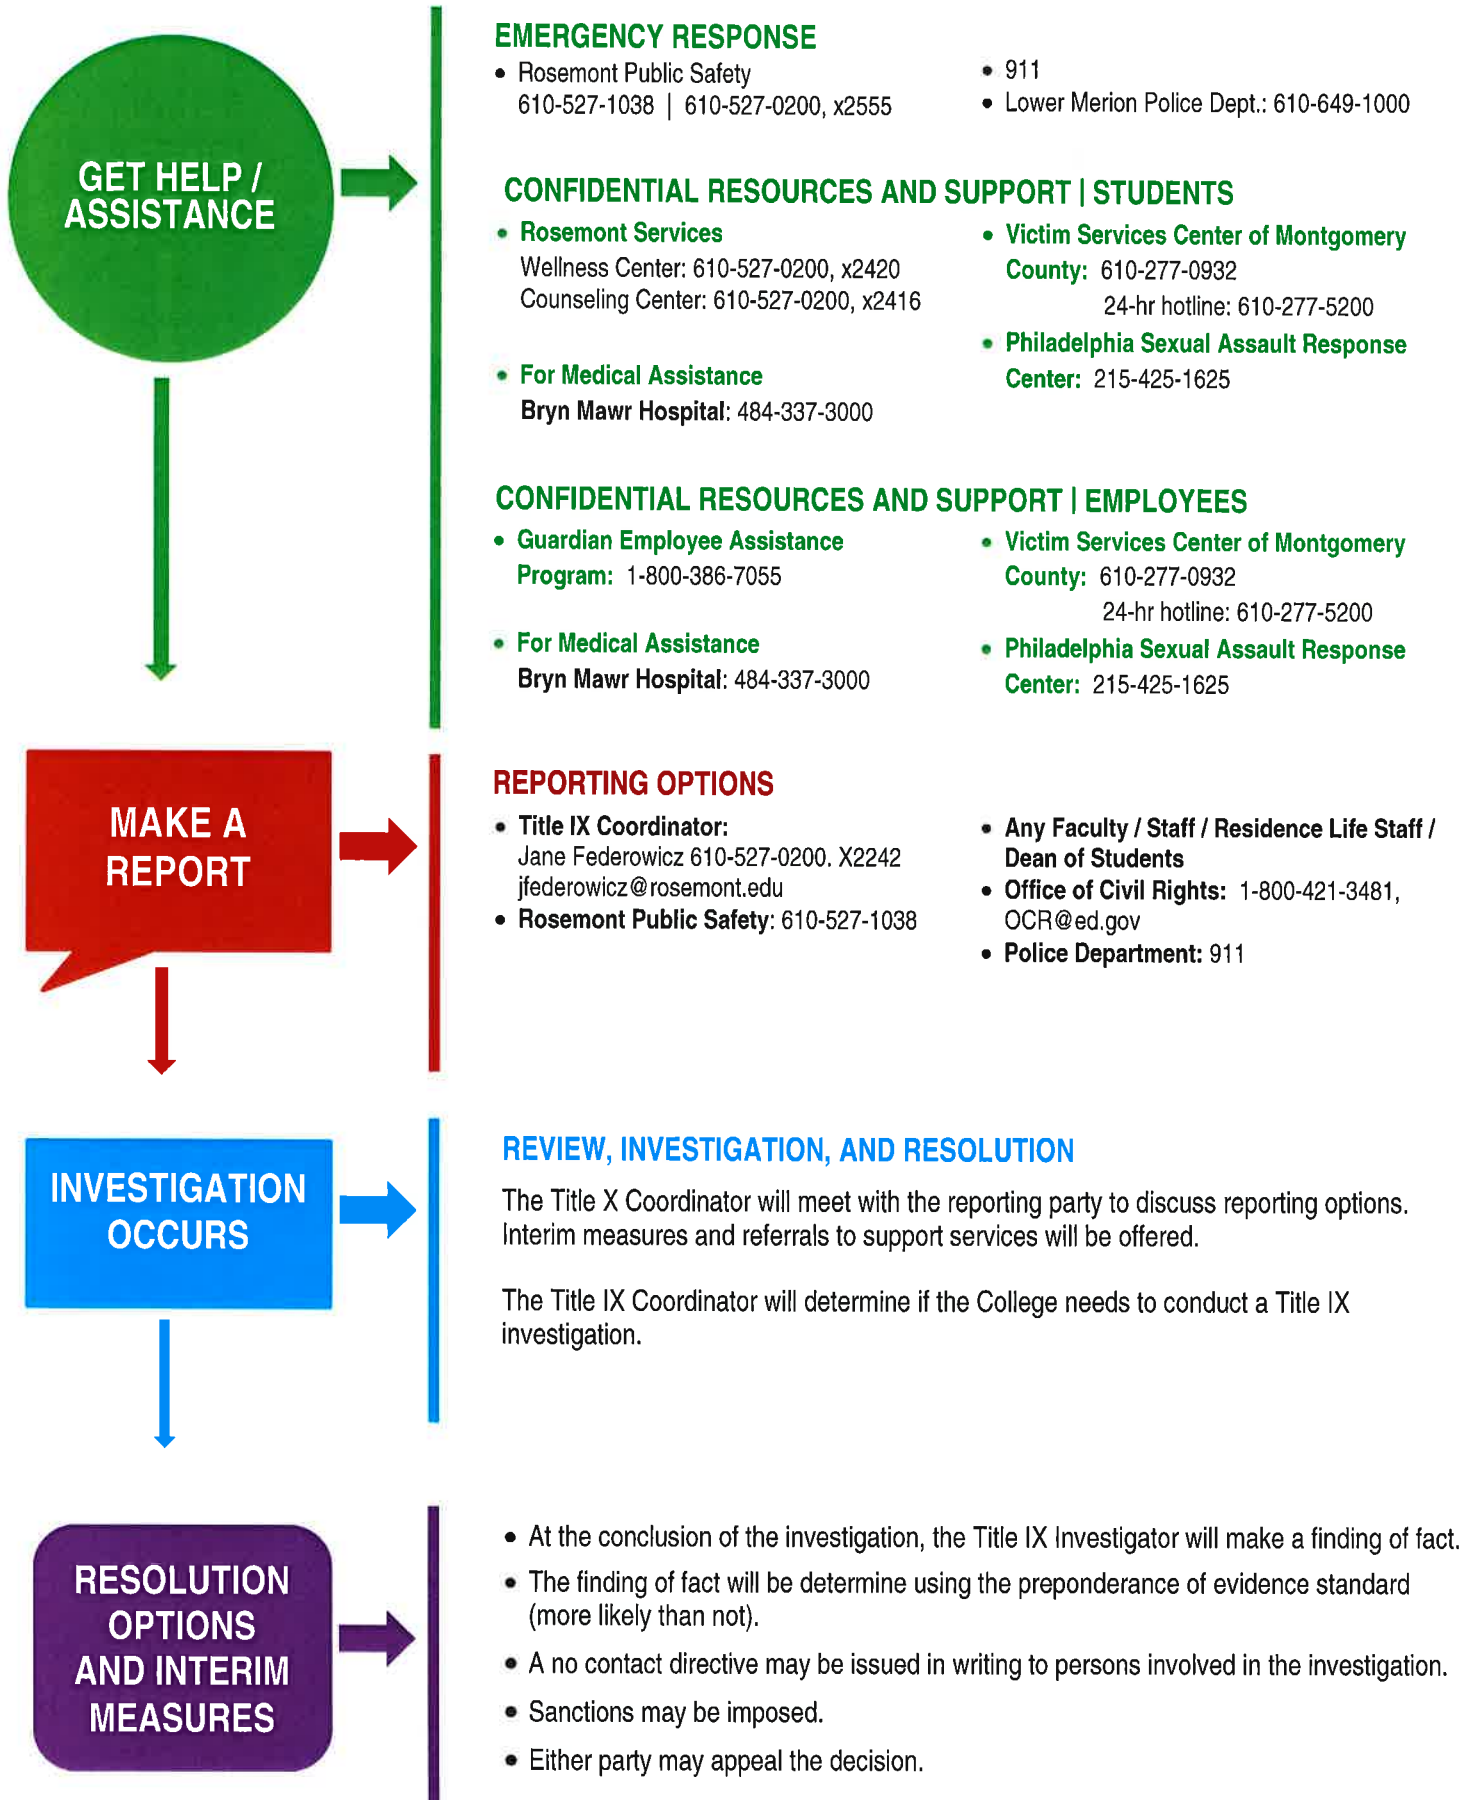 GET HELP /
ASSISTANCE
EMERGENCY RESPONSE
• Rosemont Public Safety
610-527-1038 | 610-527-0200, x2555
• 911
• Lower Merion Police Dept.: 610-649-1000
CONFIDENTIAL RESOURCES AND SUPPORT | STUDENTS
• Rosemont Services
Wellness Center: 610-527-0200, x2420
Counseling Center: 610-527-0200, x2416
• For Medical Assistance
Bryn Mawr Hospital: 484-337-3000
• Victim Services Center of Montgomery
County: 610-277-0932
24-hr hotline: 610-277-5200
• Philadelphia Sexual Assault Response
Center: 215-425-1625
CONFIDENTIAL RESOURCES AND SUPPORT | EMPLOYEES
• Guardian Employee Assistance
Program: 1-800-386-7055
• For Medical Assistance
Bryn Mawr Hospital: 484-337-3000
• Victim Services Center of Montgomery
County: 610-277-0932
24-hr hotline: 610-277-5200
• Philadelphia Sexual Assault Response
Center: 215-425-1625
MAKE A
REPORT
REPORTING OPTIONS
• Title IX Coordinator:
Jane Federowicz 610-527-0200. X2242
jfederowicz@rosemont.edu
• Rosemont Public Safety: 610-527-1038
• Any Faculty / Staff / Residence Life Staff /
Dean of Students
• Office of Civil Rights: 1-800-421-3481,
OCR@ed.gov
• Police Department: 911
INVESTIGATION
OCCURS
REVIEW, INVESTIGATION, AND RESOLUTION
The Title X Coordinator will meet with the reporting party to discuss reporting options.
Interim measures and referrals to support services will be offered.
The Title IX Coordinator will determine if the College needs to conduct a Title IX
investigation.
RESOLUTION
OPTIONS
AND INTERIM
MEASURES
• At the conclusion of the investigation, the Title IX Investigator will make a finding of fact.
• The finding of fact will be determine using the preponderance of evidence standard
(more likely than not).
• A no contact directive may be issued in writing to persons involved in the investigation.
• Sanctions may be imposed.
• Either party may appeal the decision.